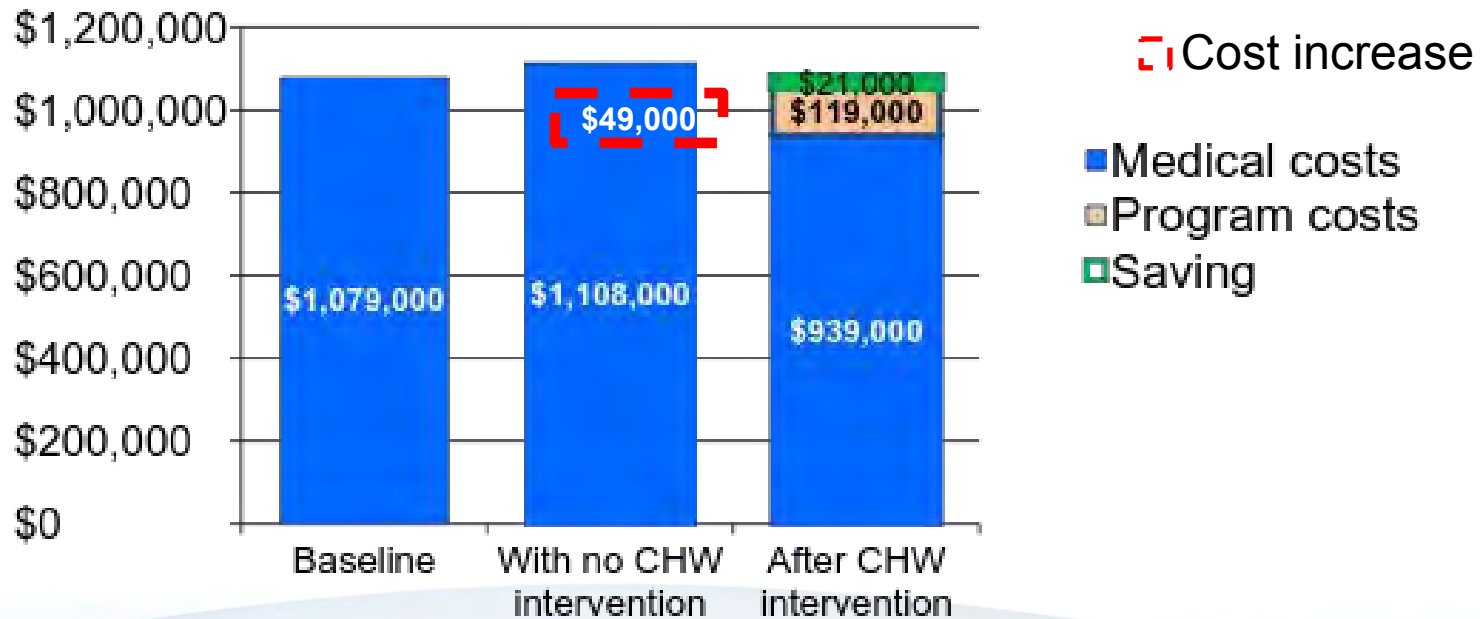 $1,200,000
$1,000,000
$800,000
$600,000
$400,000
$200,000
$0
$1,079,000
$49,000
$1,108,000
$21,000
$119,000
$939,000
Baseline
With no CHW
intervention
After CHW
intervention
Cost increase
Medical costs
Program costs
Saving